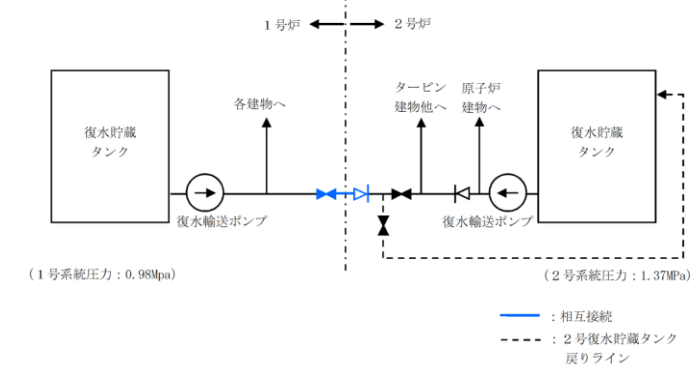 1号炉
2号炉
復水貯蔵
タンク
各建物へ
タービン
建物他へ
原子炉
建物へ
復水貯蔵
タンク
復水輸送ポンプ
復水輸送ポンプ
(1号系統圧力：0.98Mpa)
(2号系統圧力：1.37MPa)
：相互接続
：2号復水貯蔵タンク
戻りライン